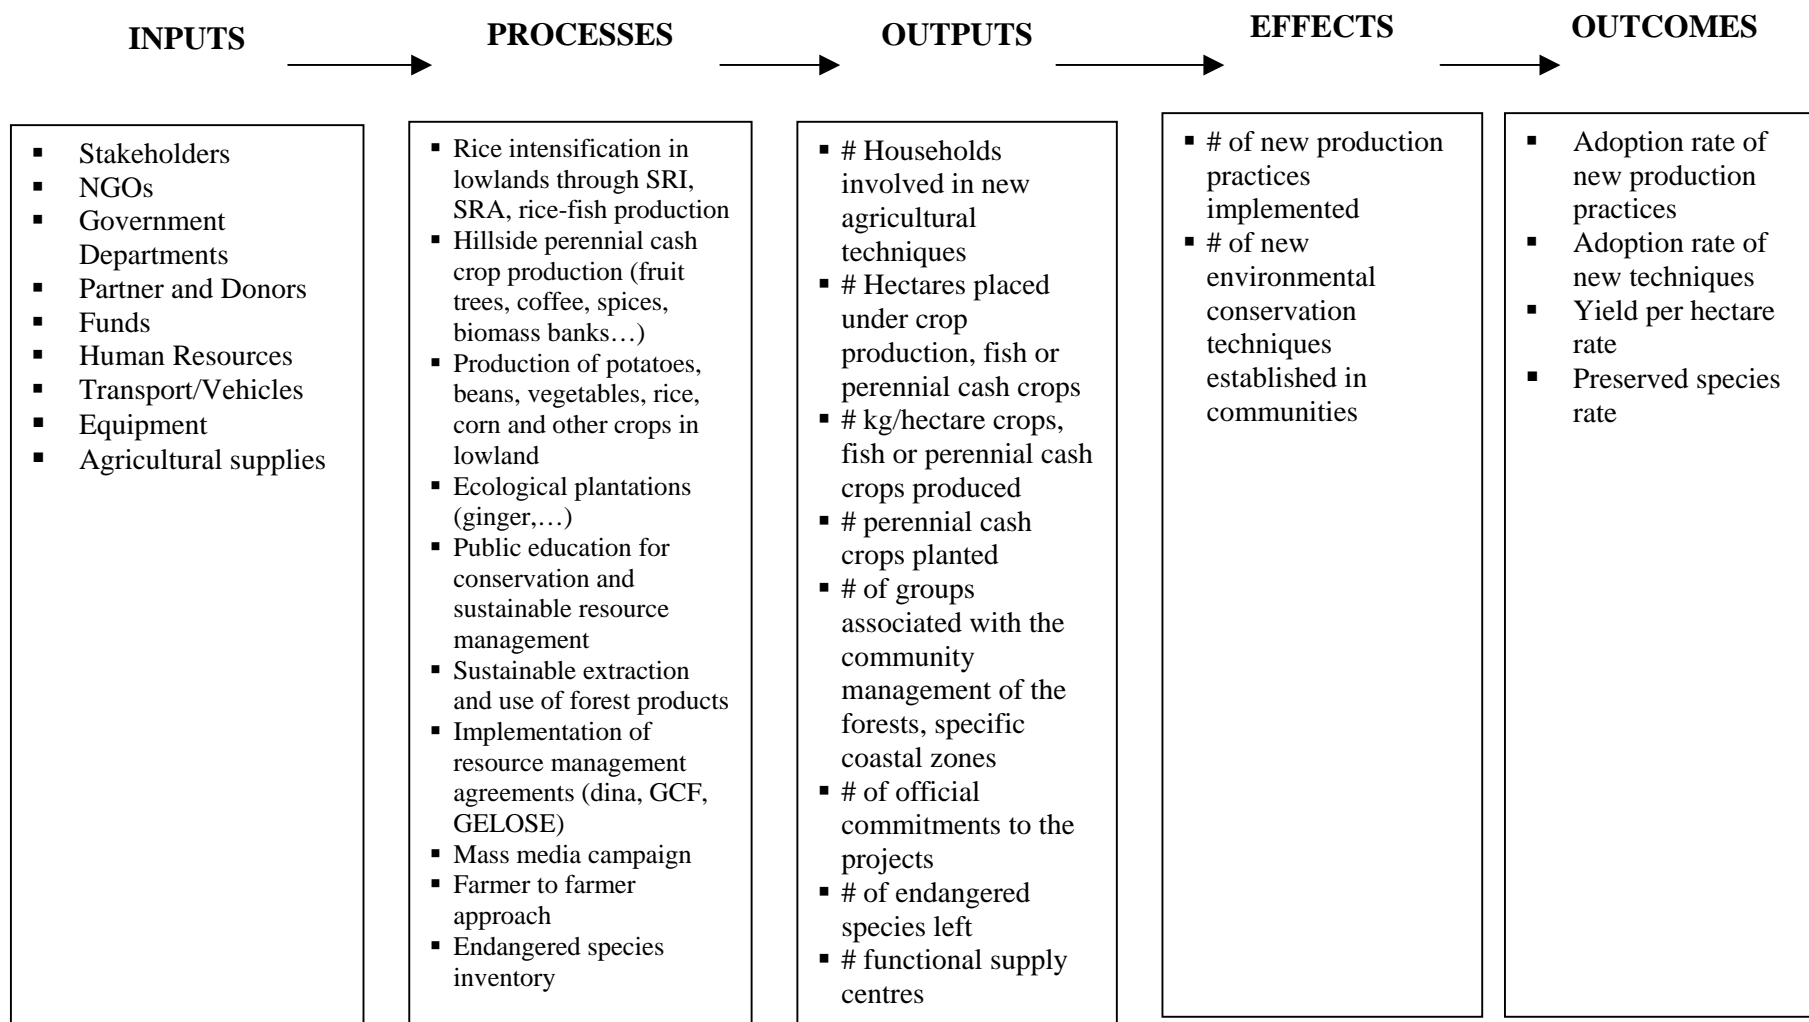 INPUTS
PROCESSES
OUTPUTS
EFFECTS
OUTCOMES
▪ Stakeholders
▪ NGOs
▪ Government
Departments
▪ Partner and Donors
▪ Funds
▪ Human Resources
▪ Transport/Vehicles
▪ Equipment
▪ Agricultural supplies
▪ Rice intensification in
lowlands through SRI,
SRA, rice-fish production
▪ Hillside perennial cash
crop production (fruit
trees, coffee, spices,
biomass banks…)
▪ Production of potatoes,
beans, vegetables, rice,
corn and other crops in
lowland
▪ Ecological plantations
(ginger,…)
▪ Public education for
conservation and
sustainable resource
management
▪ Sustainable extraction
and use of forest products
▪ Implementation of
resource management
agreements (dina, GCF,
GELOSE)
▪ Mass media campaign
▪ Farmer to farmer
approach
▪ Endangered species
inventory
▪ # Households
involved in new
agricultural
techniques
▪ # Hectares placed
under crop
production, fish or
perennial cash crops
▪ # kg/hectare crops,
fish or perennial cash
crops produced
▪ # perennial cash
crops planted
▪ # of groups
associated with the
community
management of the
forests, specific
coastal zones
▪ # of official
commitments to the
projects
▪ # of endangered
species left
▪ # functional supply
centres
▪ # of new production
practices
implemented
▪ # of new
environmental
conservation
techniques
established in
communities
▪ Adoption rate of
new production
practices
▪ Adoption rate of
new techniques
▪ Yield per hectare
rate
▪ Preserved species
rate